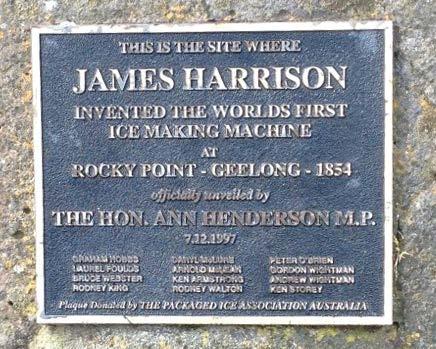 THIS IS THE SITE WHERE
JAMES HARRISON
INVENTED THE WORLDS FIRST
ICE MAKING MACHINE
AT
ROCKY POINT - GEELONG - 1854
officially unveiled by
THE HON. ANN HENDERSON M.P.
7.12.1997
GRAHAM HOBBS DARYL PETER O'BRIEN
LAUREL FOULDS ARNOLD GORDON WIGHTMAN
BRUCE WEBSTER KEN ARMSTRONG ANDREW WIGHTMAN
RODNEY KING RODNEY WALTON KEN STOREY
Plaque Donated by THE PACKAGED ICE ASSOCIATION AUSTRALIA